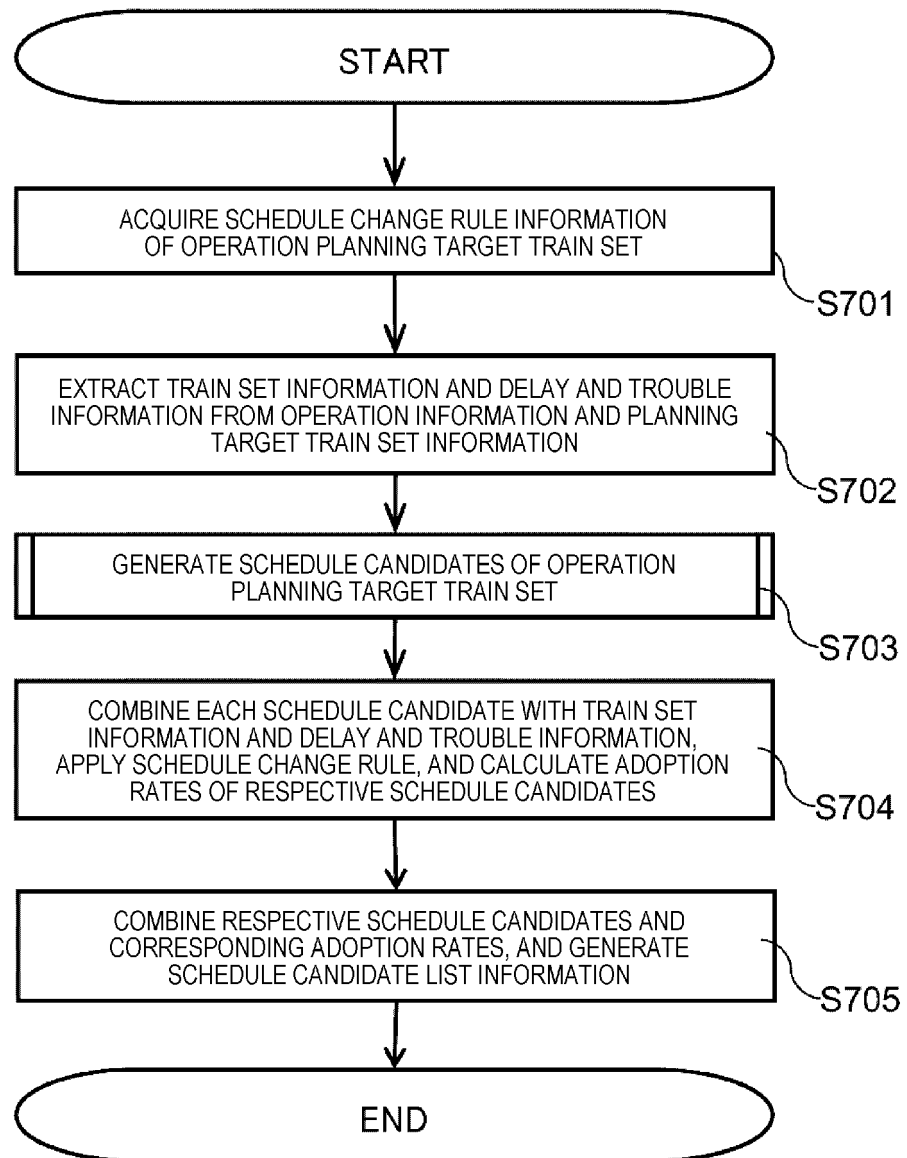 START
ACQUIRE SCHEDULE CHANGE RULE INFORMATION
OF OPERATION PLANNING TARGET TRAIN SET
S701
EXTRACT TRAIN SET INFORMATION AND DELAY AND TROUBLE
INFORMATION FROM OPERATION INFORMATION AND PLANNING
TARGET TRAIN SET INFORMATION
S702
GENERATE SCHEDULE CANDIDATES OF OPERATION
PLANNING TARGET TRAIN SET
S703
COMBINE EACH SCHEDULE CANDIDATE WITH TRAIN SET
INFORMATION AND DELAY AND TROUBLE INFORMATION,
APPLY SCHEDULE CHANGE RULE, AND CALCULATE ADOPTION
RATES OF RESPECTIVE SCHEDULE CANDIDATES
S704
COMBINE RESPECTIVE SCHEDULE CANDIDATES AND
CORRESPONDING ADOPTION RATES, AND GENERATE
SCHEDULE CANDIDATE LIST INFORMATION
S705
END